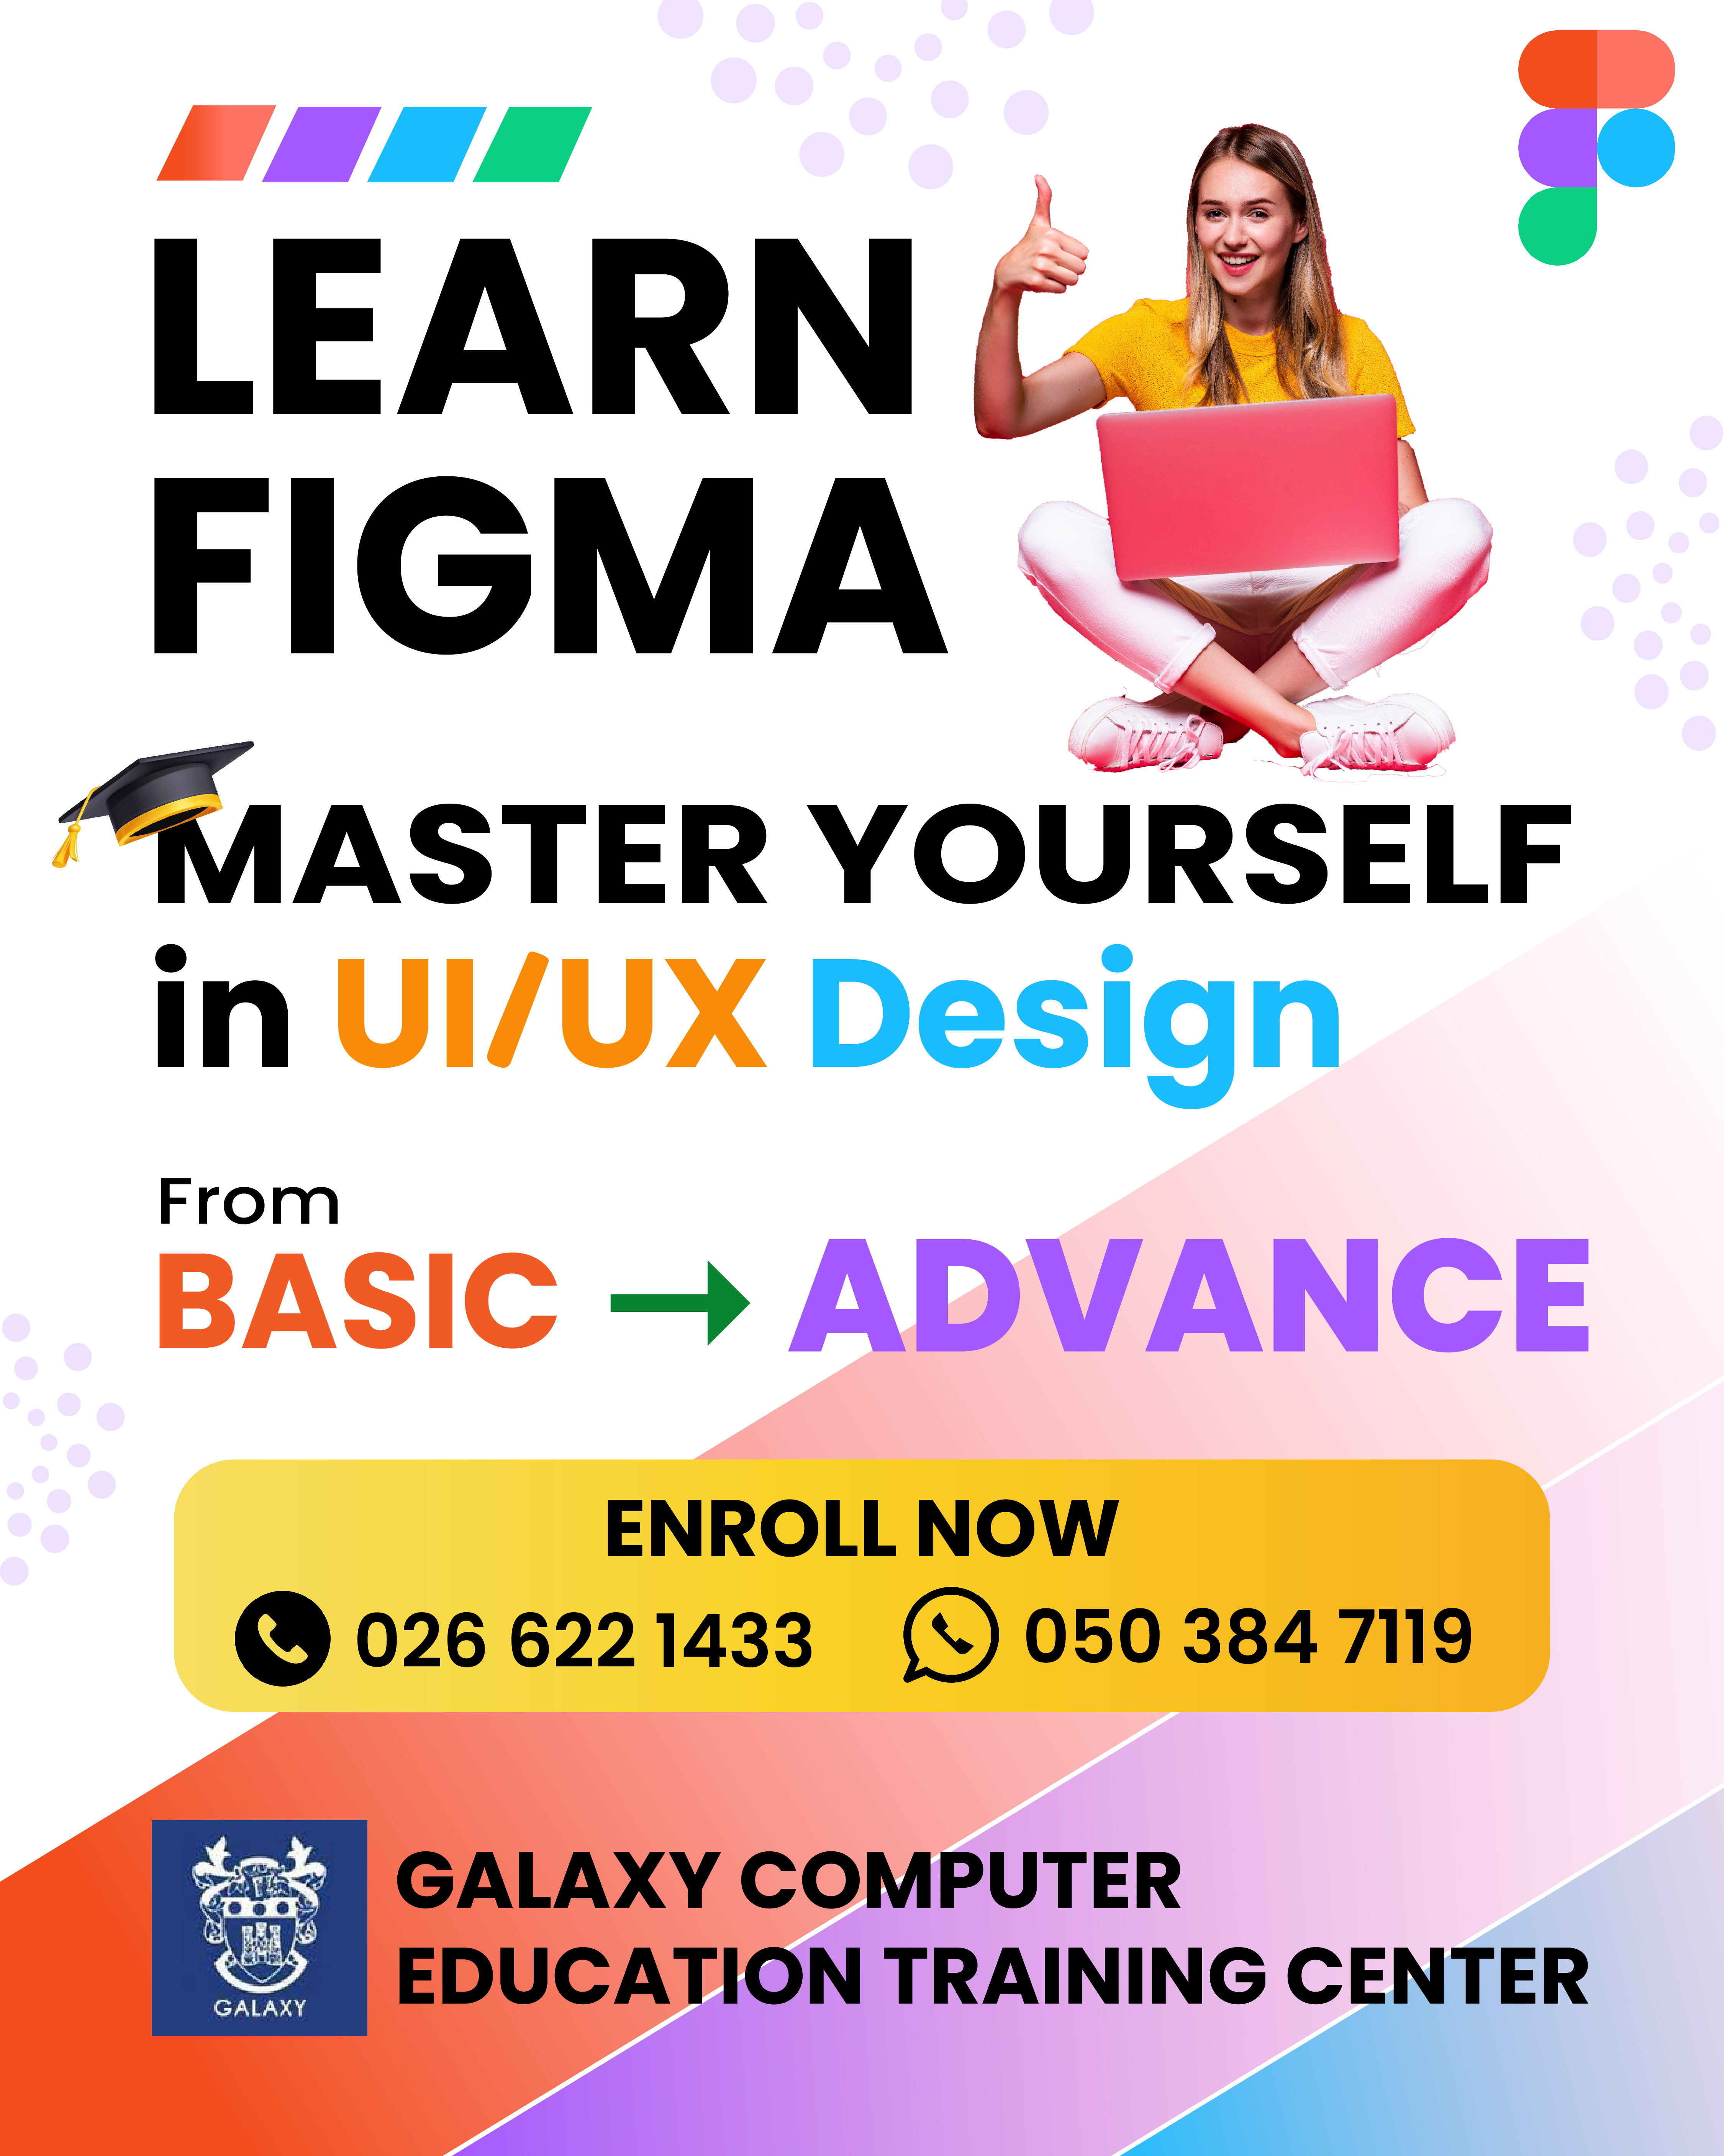 LEARN
FIGMA
MASTER YOURSELF
in UI/UX Design
From
BASIC ADVANCE
ENROLL NOW
026 622 1433 050 384 7119
GALAXY
GALAXY COMPUTER
EDUCATION TRAINING CENTER